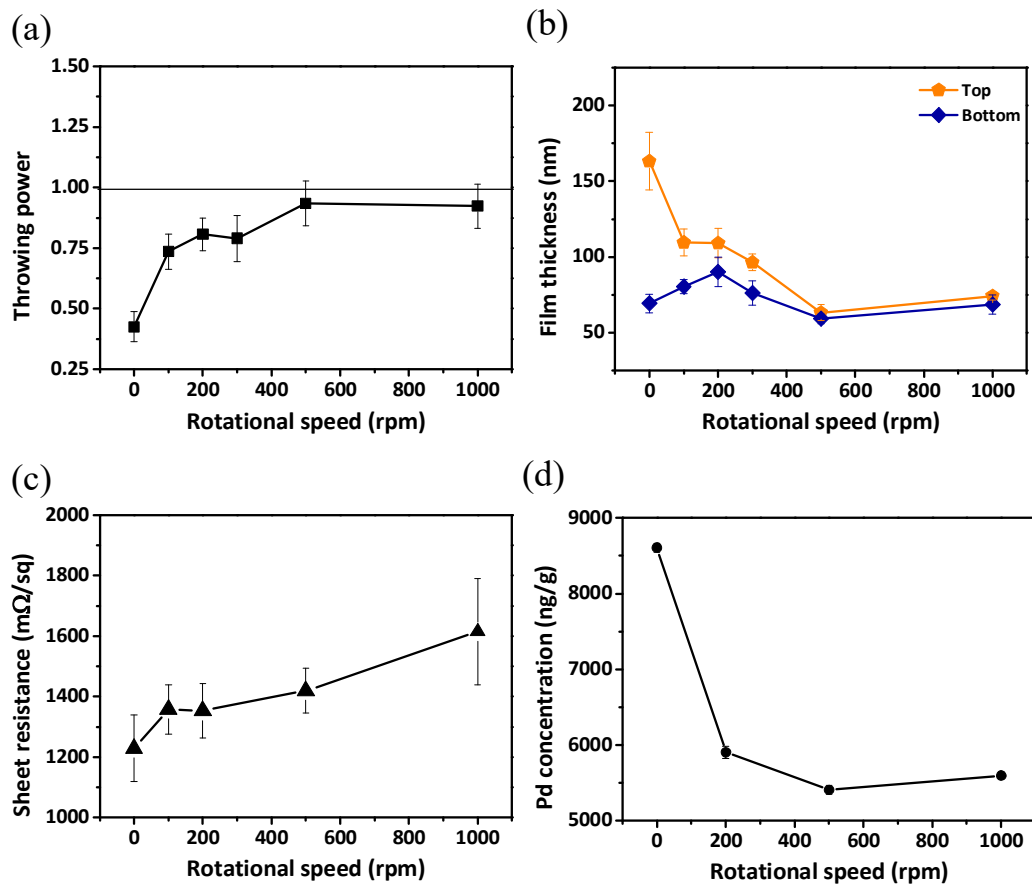 (a)
1.50
1.25
1.00
0.75
0.50
0.25
Throwing power
0 200 400 600 800 1000
Rotational speed (rpm)
(b)
Top
Bottom
200
150
100
50
Film thickness (nm)
0 200 400 600 800 1000
Rotational speed (rpm)
(c)
2000
1800
1600
1400
1200
1000
Sheet resistance (mΩ/sq)
0 200 400 600 800 1000
Rotational speed (rpm)
(d)
9000
8000
7000
6000
5000
Pd concentration (ng/g)
0 200 400 600 800 1000
Rotational speed (rpm)